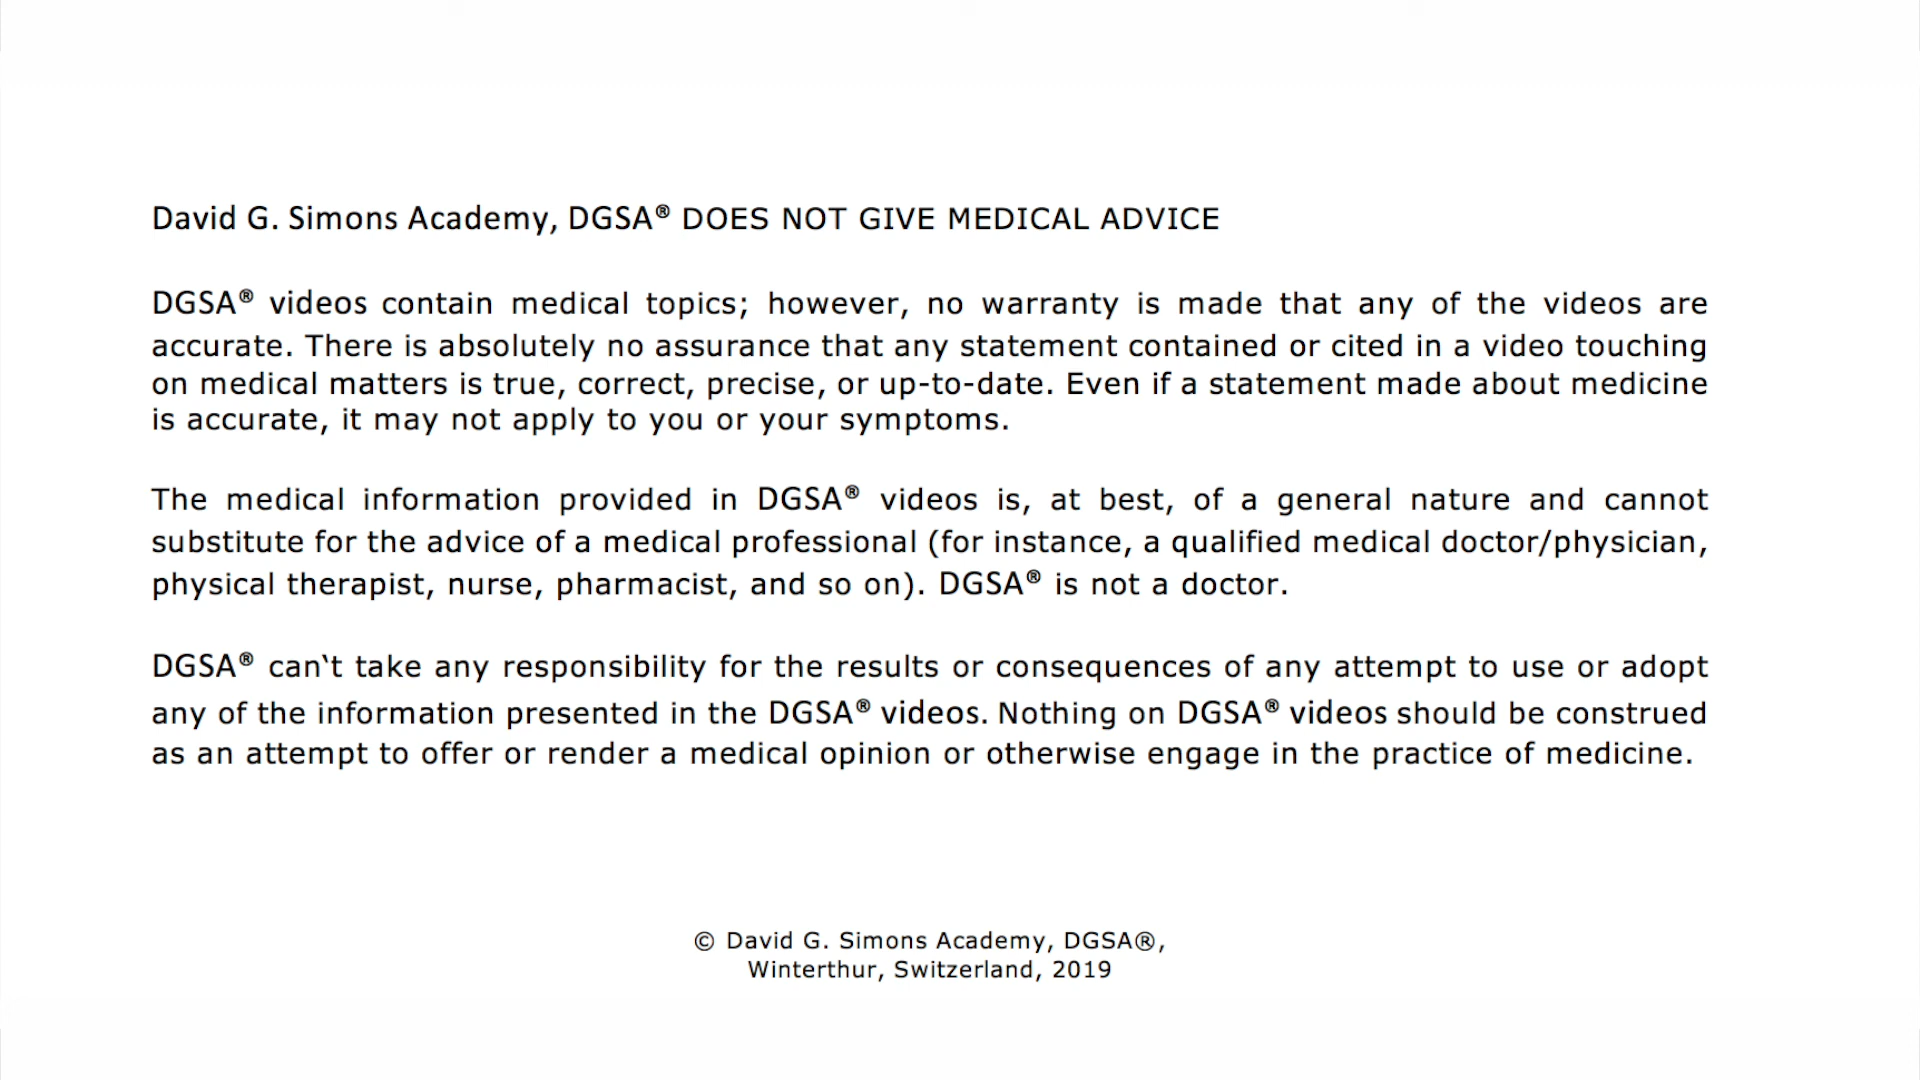 David G. Simons Academy, DGSA® DOES NOT GIVE MEDICAL ADVICE
DGSA® videos contain medical topics; however, no warranty is made that any of the videos are
accurate. There is absolutely no assurance that any statement contained or cited in a video touching
on medical matters is true, correct, precise, or up-to-date. Even if a statement made about medicine
is accurate, it may not apply to you or your symptoms.
The medical information provided in DGSA® videos is, at best, of a general nature and cannot
substitute for the advice of a medical professional (for instance, a qualified medical doctor/physician,
physical therapist, nurse, pharmacist, and so on). DGSA® is not a doctor.
DGSA® can‛t take any responsibility for the results or consequences of any attempt to use or adopt
any of the information presented in the DGSA® videos. Nothing on DGSA® videos should be construed
as an attempt to offer or render a medical opinion or otherwise engage in the practice of medicine.
© David G. Simons Academy, DGSA®,
Winterthur, Switzerland, 2019